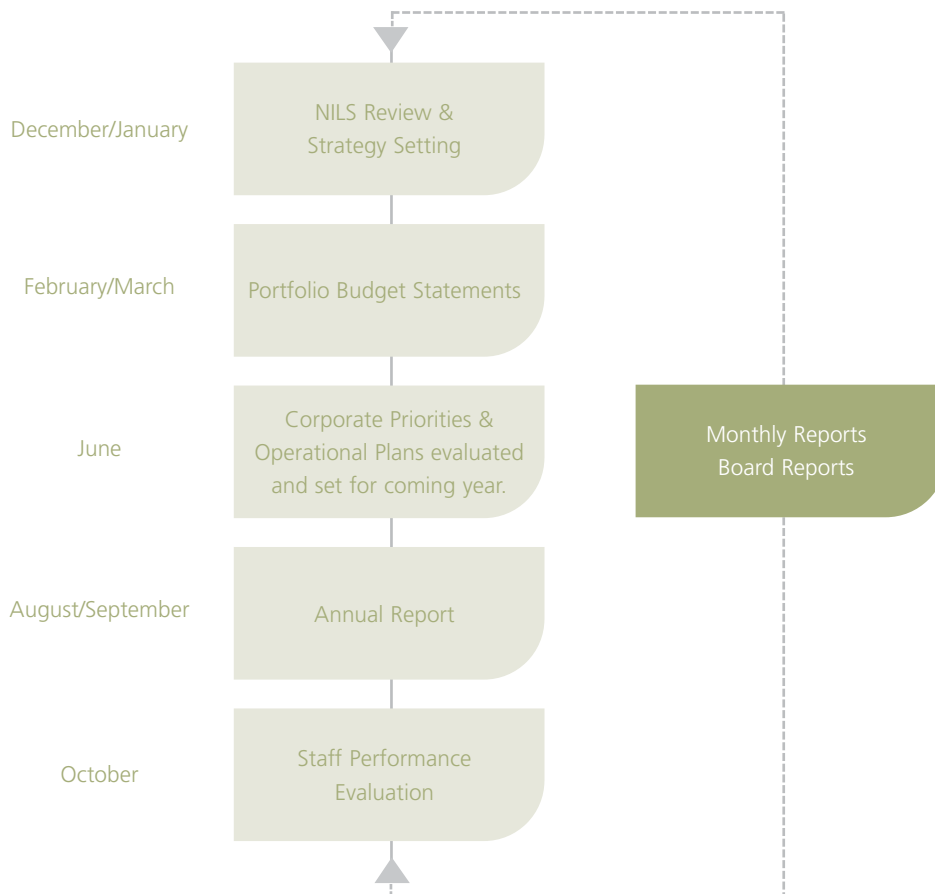 December/January
NILS Review &
Strategy Setting
February/March
Portfolio Budget Statements
June
Corporate Priorities &
Operational Plans evaluated
and set for coming year.
Monthly Reports
Board Reports
August/September
Annual Report
October
Staff Performance
Evaluation